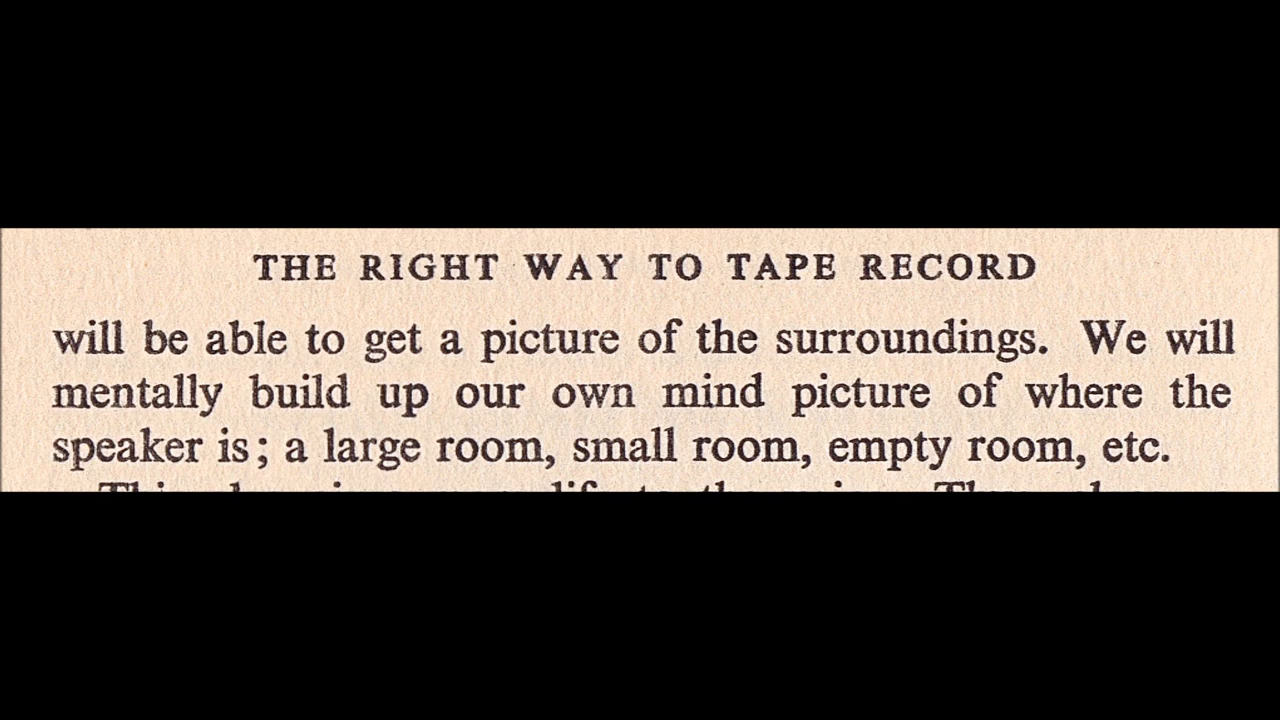 THE RIGHT WAY TO TAPE RECORD
will be able to get a picture of the surroundings. We will
mentally build up our own mind picture of where the
speaker is; a large room, small room, empty room, etc.